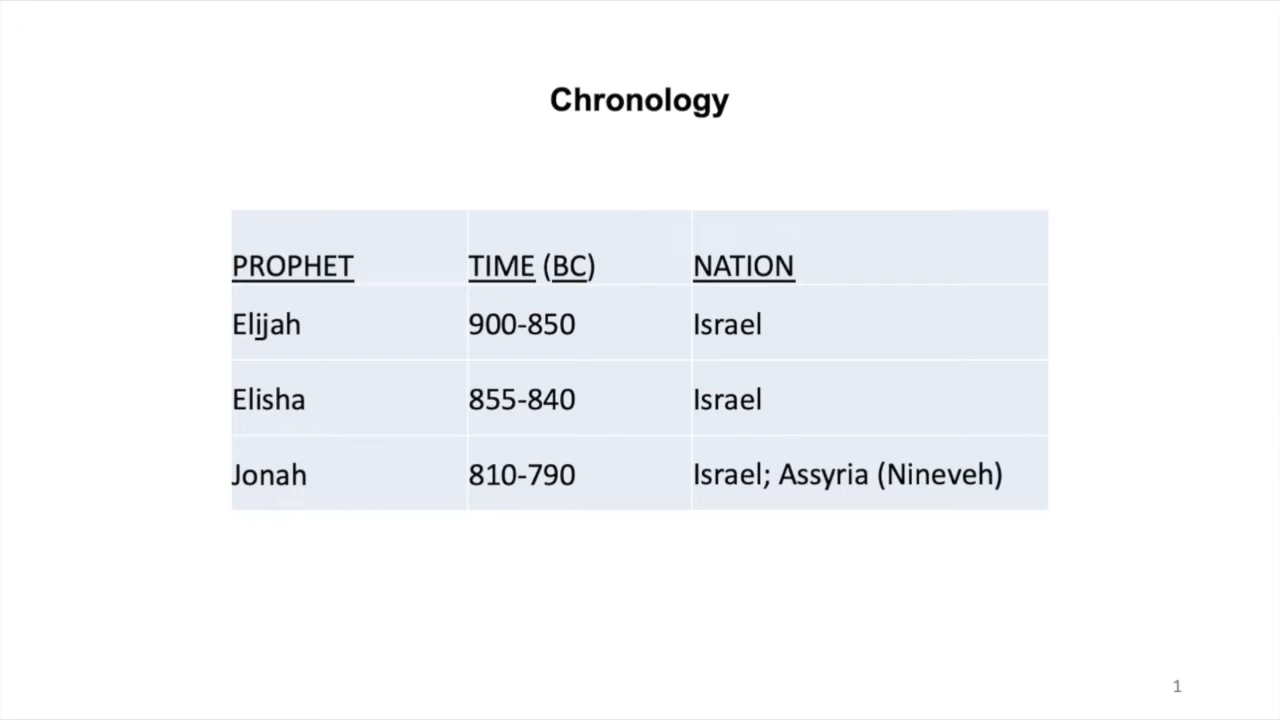 Chronology
PROPHET TIME (BC) NATION
Elijah 900-850 Israel
Elisha 855-840 Israel
Jonah 810-790 Israel; Assyria (Nineveh)
1